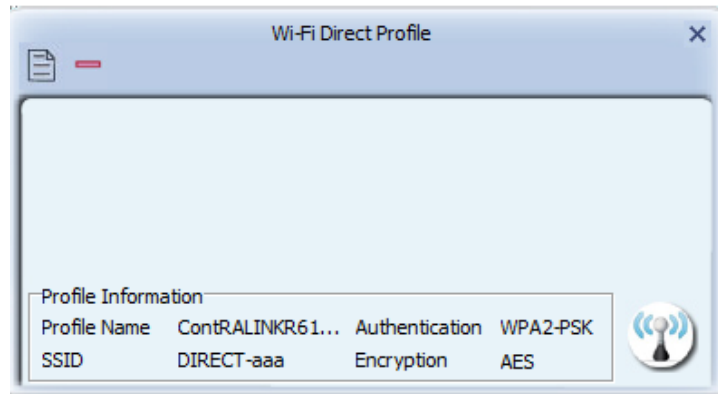 Wi-Fi Direct Profile
Profile Information
Profile Name ContRALINKR61... Authentication WPA2-PSK
SSID DIRECT-aaa Encryption AES